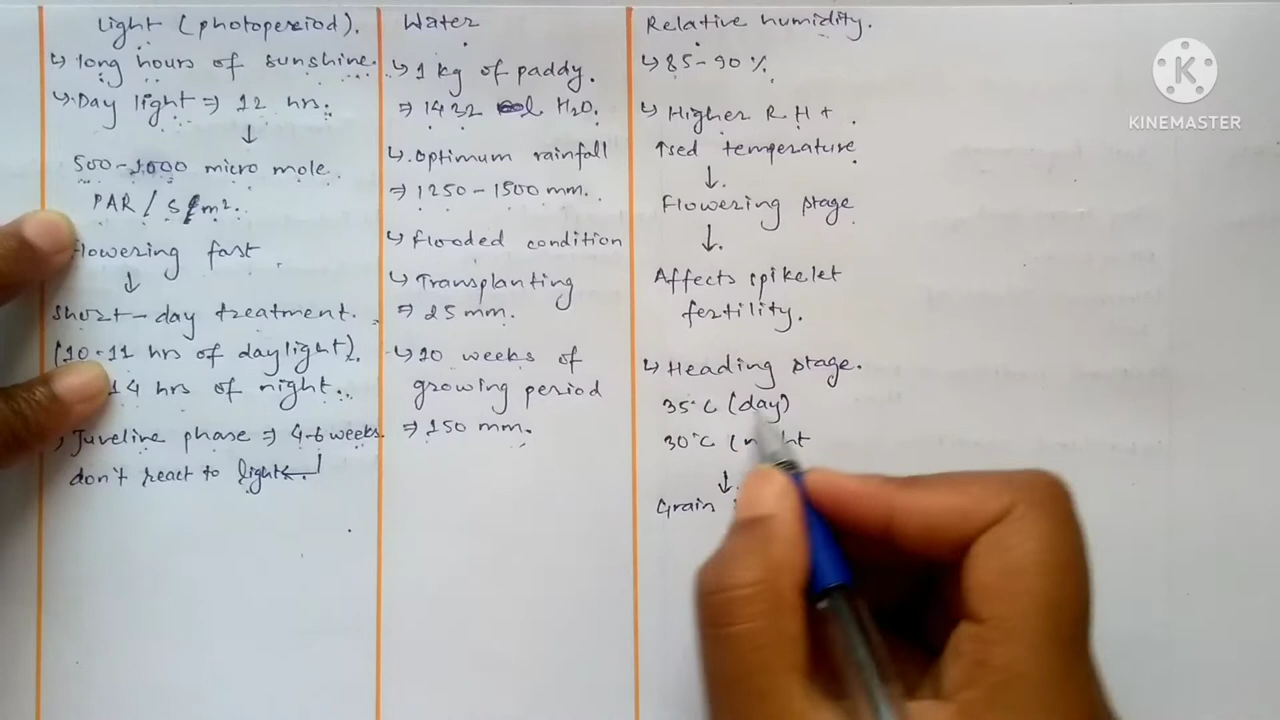 Light (photoperiod).
↳ long hours of sunshine.
↳ Day light ⇒ 12 hrs.
↓
500-1000 micro mole.
PAR / S / m².
flowering fast
↓
Short-day treatment.
(10-11 hrs of daylight).
14 hrs of night..
Juveline phase ⇒ 4-6 weeks.
don't react to light ↵.
Water
↳ 1 kg of paddy.
⇒ 1432 l H₂O.
↳ Optimum rainfall
⇒ 1250-1500 mm.
↳ flooded condition
↳ Transplanting
⇒ 25 mm.
↳ 10 weeks of
growing period
⇒ 150 mm.
Relative humidity.
↳ 85-90 %
↳ Higher RH +
↑sed temperature
↓
Flowering stage
↓
Affects spikelet
fertility.
↳ Heading stage.
35°C (day)
30°C (night
↓
Grain
K
KINEMASTER